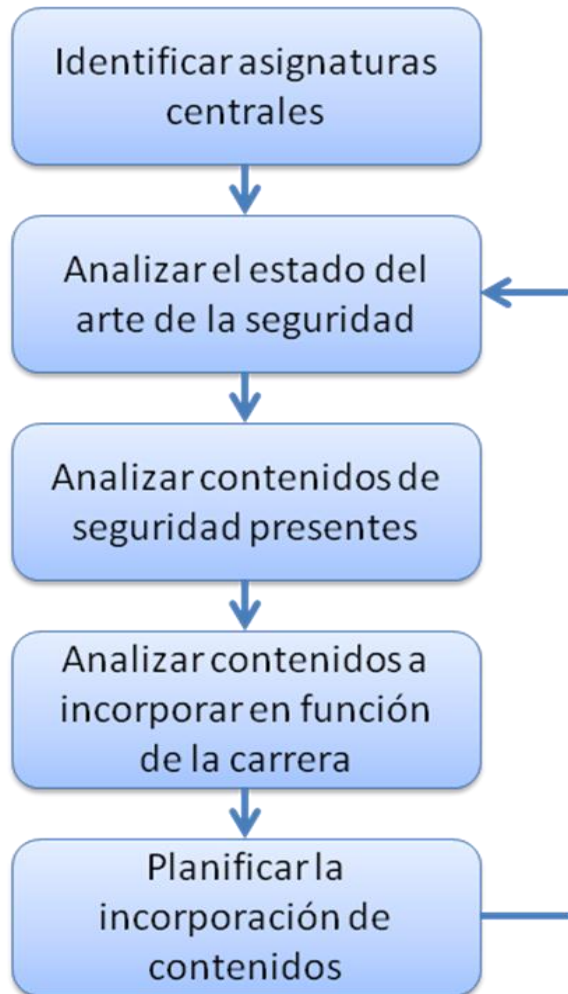 Identificar asignaturas
centrales
Analizar el estado del
arte de la seguridad
Analizar contenidos de
seguridad presentes
Analizar contenidos a
incorporar en función
de la carrera
Planificar la
incorporación de
contenidos